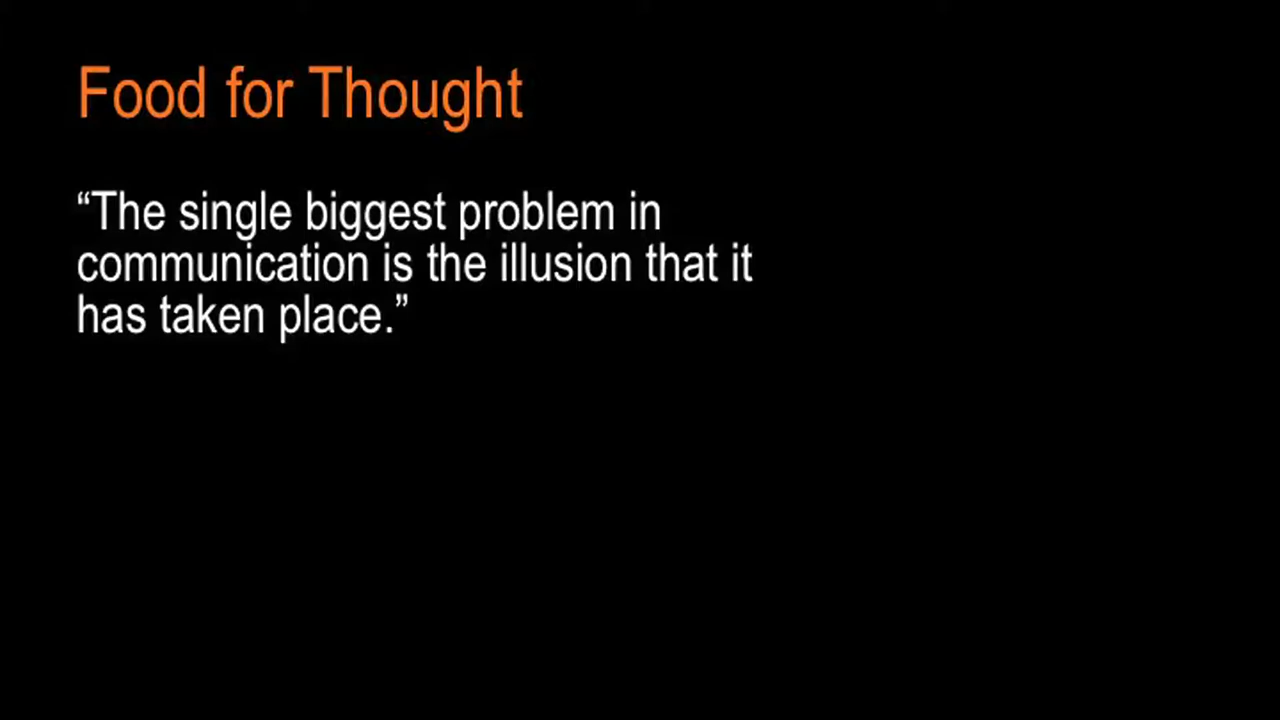 Food for Thought
“The single biggest problem in
communication is the illusion that it
has taken place.”